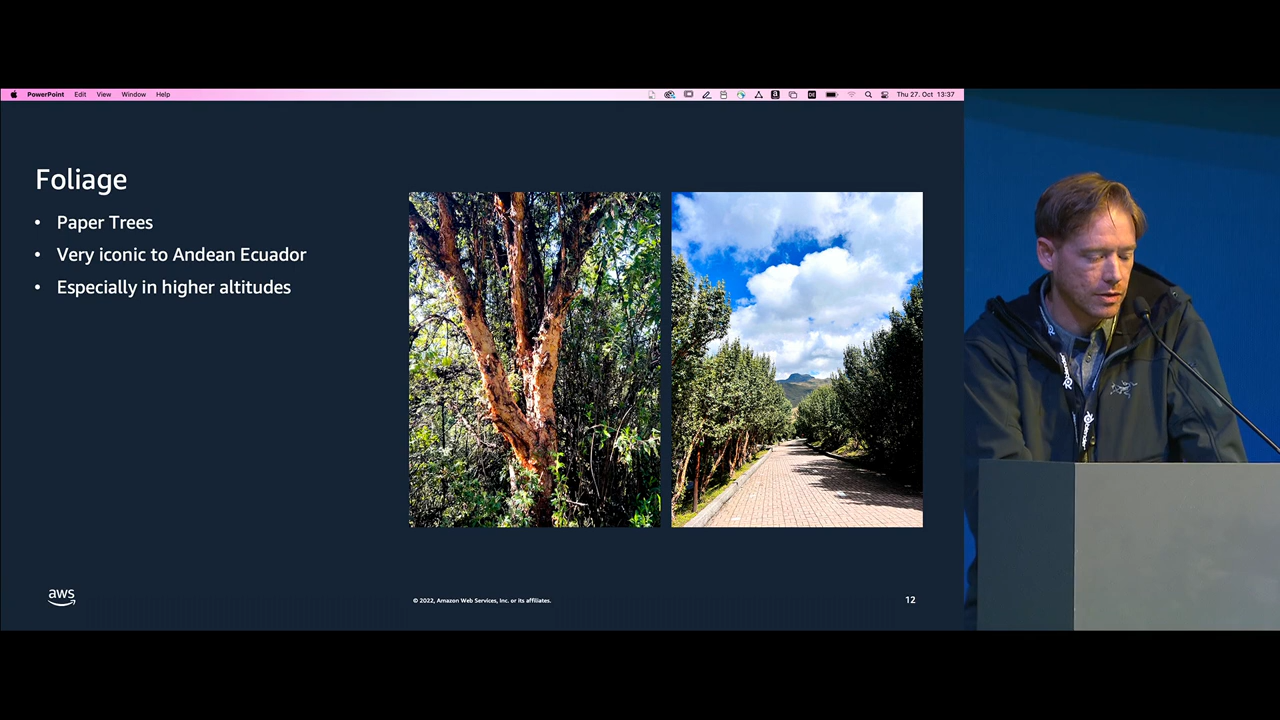 PowerPoint Edit View Window Help
Thu 27. Oct 13:37
Foliage
• Paper Trees
• Very iconic to Andean Ecuador
• Especially in higher altitudes
aws
© 2022, Amazon Web Services, Inc. or its affiliates.
12